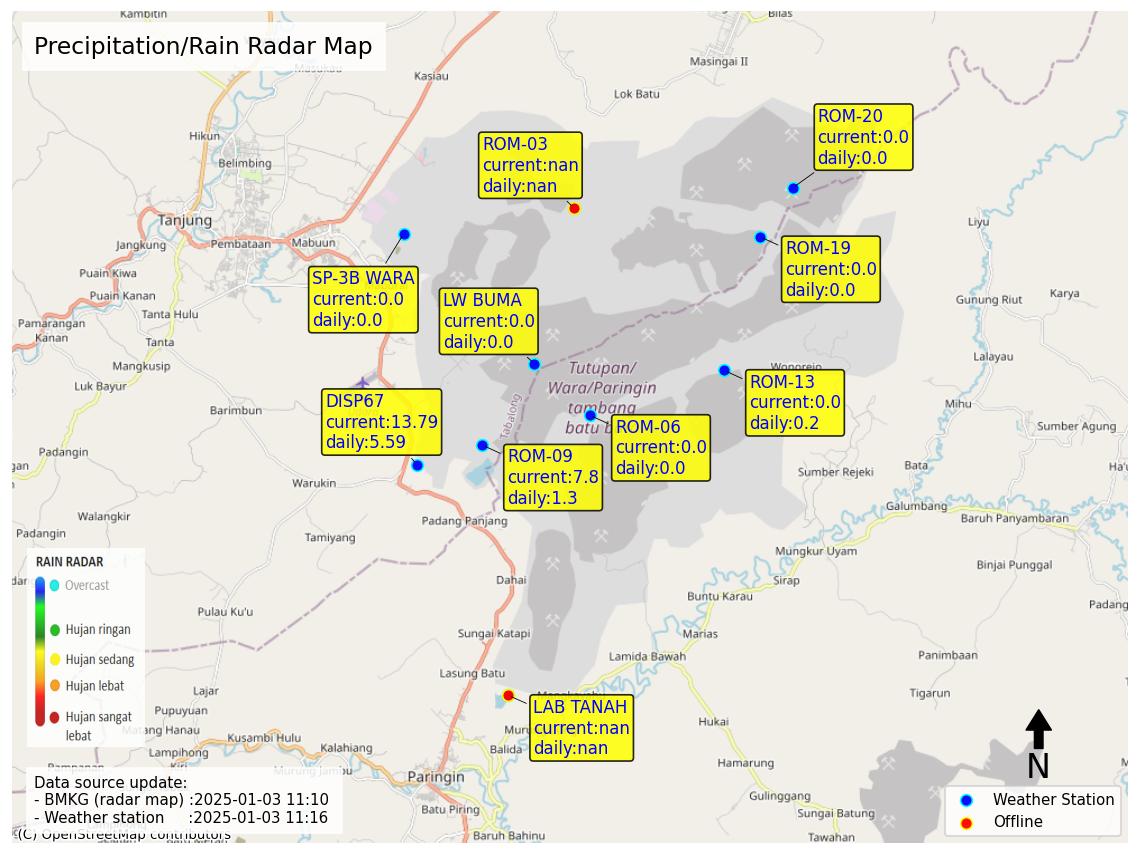 Kambitin
Bilas
Precipitation/Rain Radar Map
Masukau
Kasiau
Masingai II
Lok Batu
Hikun
Belimbing
ROM-03
current:nan
daily:nan
ROM-20
current:0.0
daily:0.0
Tanjung
Jangkung
Pembataan
Mabuun
Liyu
Puain Kiwa
Puain Kanan
SP-3B WARA
current:0.0
daily:0.0
LW BUMA
current:0.0
daily:0.0
ROM-19
current:0.0
daily:0.0
Gunung Riut
Karya
Tanta Hulu
Pamarangan
Kanan
Tanta
Mangkusip
Luk Bayur
Lalayau
Tutupan/
Wara/Paringin
tambang
batu b
Wonorejo
ROM-13
current:0.0
daily:0.2
Barimbun
DISP67
current:13.79
daily:5.59
Tabalong
Mihu
ROM-06
current:0.0
daily:0.0
Sumber Agung
gan
Padangin
ROM-09
current:7.8
daily:1.3
Sumber Rejeki
Bata
Warukin
Galumbang
Baruh Panyambaran
Walangkir
Padangin
Padang Panjang
Tamiyang
Mungkur Uyam
Binjai Punggal
RAIN RADAR
Overcast
Hujan ringan
Hujan sedang
Hujan lebat
Hujan sangat
lebat
Dahai
Sirap
Buntu Karau
Padang
Pulau Ku'u
Sungai Katapi
Marias
Lamida Bawah
Panimbaan
Lasung Batu
Lajar
Tigarun
Pupuyuan
LAB TANAH
current:nan
daily:nan
Matang Hanau
Kusambi Hulu
Hukai
Lampihong
Kalahiang
Balida
Murung Jambu
Paringin
Hamarung
N
Data source update:
- BMKG (radar map) :2025-01-03 11:10
- Weather station :2025-01-03 11:16
Gulinggang
Weather Station
Offline
Batu Piring
Sungai Batung
(C) OpenStreetMap contributors
Baruh Bahinu
Tawahan